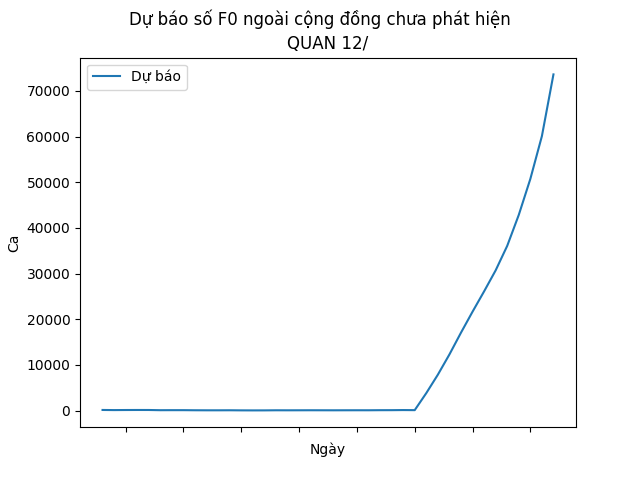 Dự báo số F0 ngoài cộng đồng chưa phát hiện
QUAN 12/
Dự báo
70000
60000
50000
40000
30000
20000
10000
0
Ca
Ngày